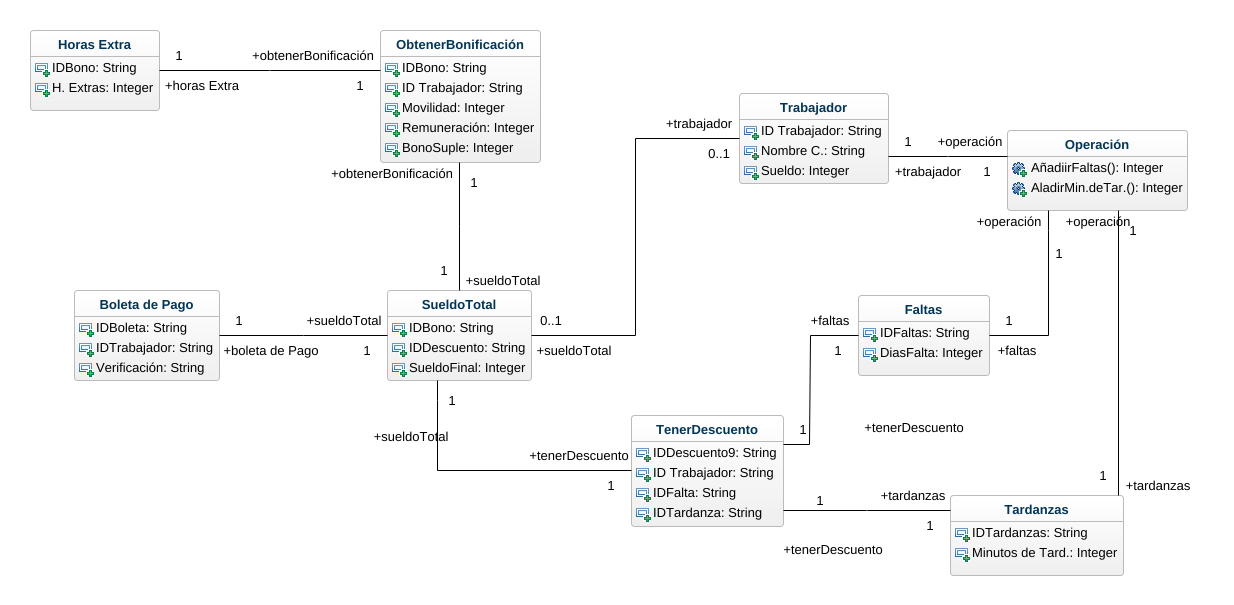 Horas Extra
IDBono: String
H. Extras: Integer
1
+obtenerBonificación
+horas Extra
1
ObtenerBonificación
IDBono: String
ID Trabajador: String
Movilidad: Integer
Remuneración: Integer
BonoSuple: Integer
+obtenerBonificación
1
1
+sueldoTotal
+trabajador
0..1
Trabajador
ID Trabajador: String
Nombre C.: String
Sueldo: Integer
1
+operación
+trabajador
1
Operación
AñadiirFaltas(): Integer
AladirMin.deTar.(): Integer
+operación
+operación
1
1
Boleta de Pago
IDBoleta: String
IDTrabajador: String
Verificación: String
1
+sueldoTotal
+boleta de Pago
1
SueldoTotal
IDBono: String
IDDescuento: String
SueldoFinal: Integer
0..1
+sueldoTotal
1
+sueldoTotal
+faltas
1
Faltas
IDFaltas: String
DiasFalta: Integer
1
+faltas
+tenerDescuento
1
TenerDescuento
IDDescuento9: String
ID Trabajador: String
IDFalta: String
IDTardanza: String
1
+tenerDescuento
1
+tardanzas
+tenerDescuento
1
1
+tardanzas
Tardanzas
IDTardanzas: String
Minutos de Tard.: Integer